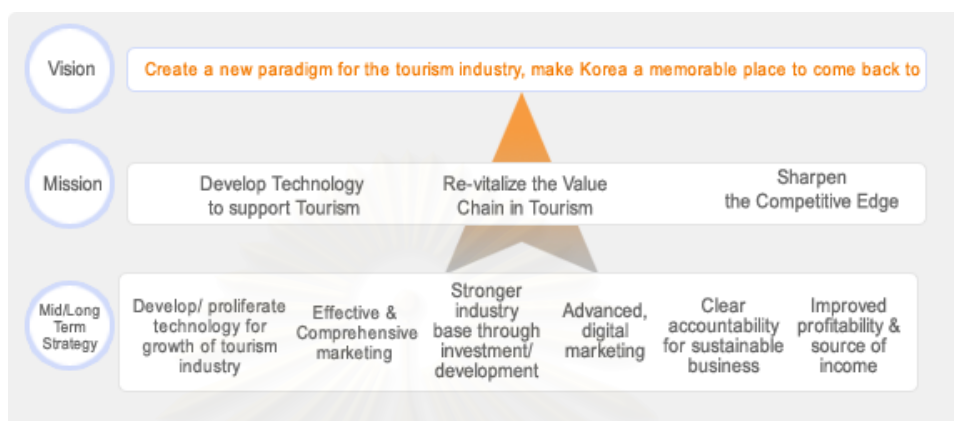 Vision
Create a new paradigm for the tourism industry, make Korea a memorable place to come back to
Mission
Develop Technology
to support Tourism
Re-vitalize the Value
Chain in Tourism
Sharpen
the Competitive Edge
Mid/Long
Term
Strategy
Develop/ proliferate
technology for
growth of tourism
industry
Effective &
Comprehensive
marketing
Stronger
industry
base through
investment/
development
Advanced,
digital
marketing
Clear
accountability
for sustainable
business
Improved
profitability &
source of
income